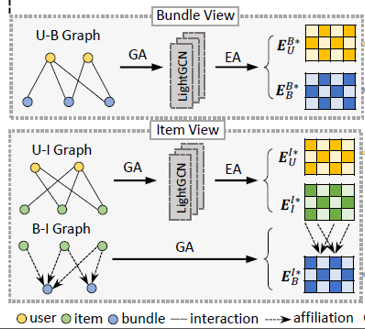 Bundle View
U-B Graph
GA
LightGCN
EA
E_U^{B*}
E_B^{B*}
Item View
U-I Graph
GA
LightGCN
EA
E_U^{I*}
E_I^{I*}
B-I Graph
GA
E_B^{I*}
user item bundle interaction affiliation